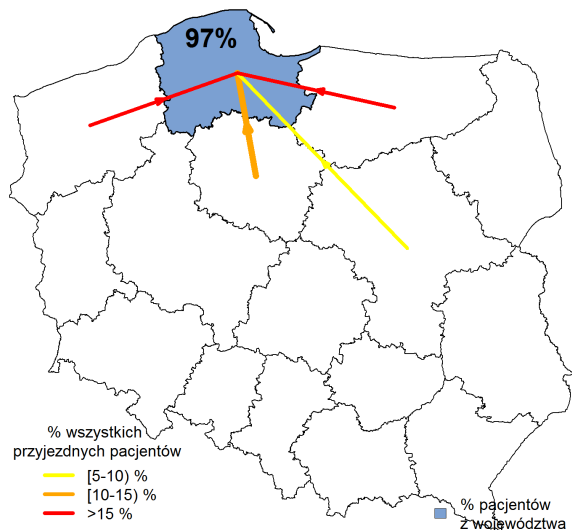 97%
% wszystkich
przyjezdnych pacjentów
[5-10) %
[10-15) %
>15 %
% pacjentów
z województwa